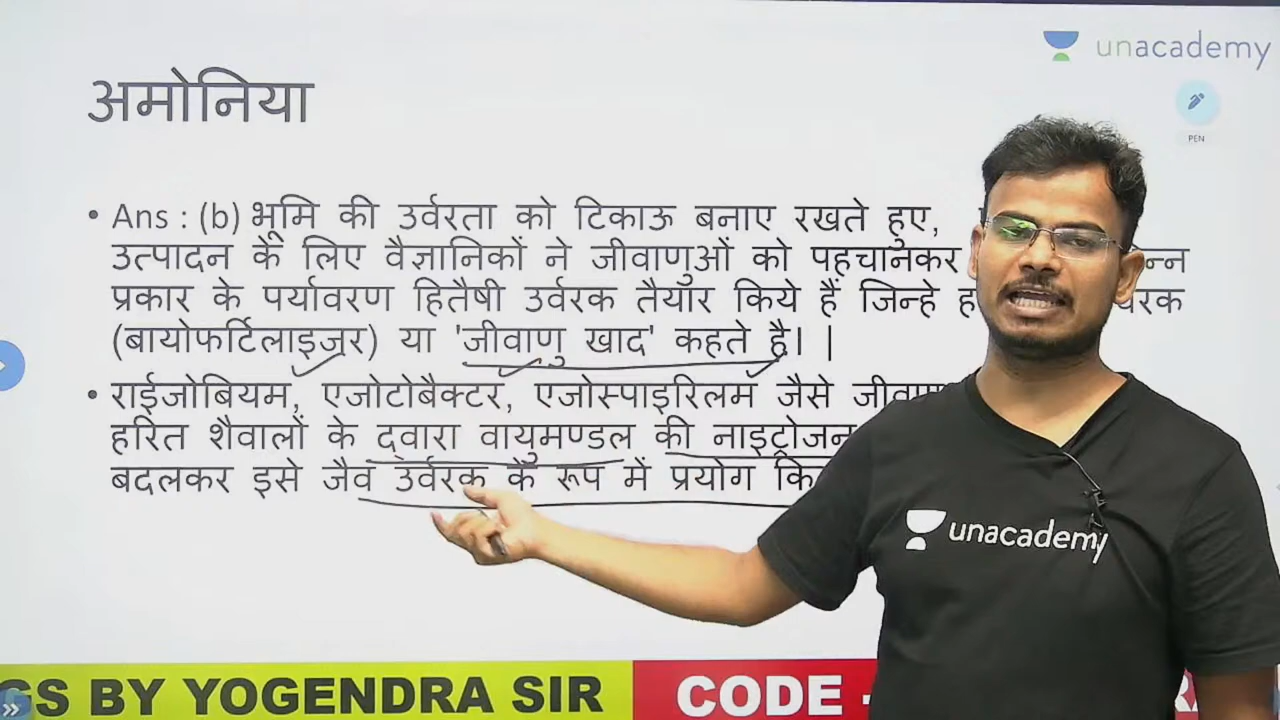 unacademy
PEN
अमोनिया
• Ans : (b) भूमि की उर्वरता को टिकाऊ बनाए रखते हुए,
उत्पादन के लिए वैज्ञानिकों ने जीवाणुओं को पहचानकर
प्रकार के पर्यावरण हितैषी उर्वरक तैयार किये हैं जिन्हे
(बायोफर्टिलाइजर) या 'जीवाणु खाद' कहते है। |
• राईजोबियम, एजोटोबैक्टर, एजोस्पाइरिलम जैसे
हरित शैवालों के द्वारा वायुमण्डल की नाइट्रोजन
बदलकर इसे जैव उर्वरक के रूप में प्रयोग
unacademy
GS BY YOGENDRA SIR
CODE -